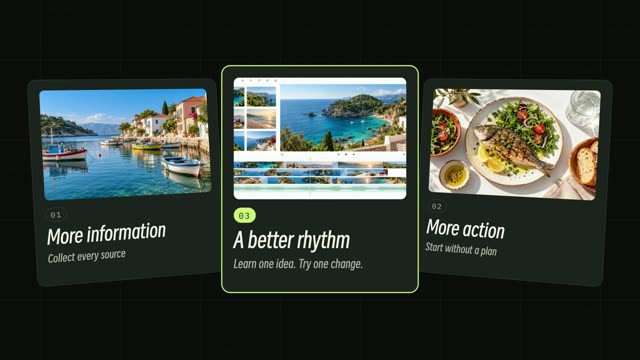 01
More information
Collect every source
03
A better rhythm
Learn one idea. Try one change.
02
More action
Start without a plan